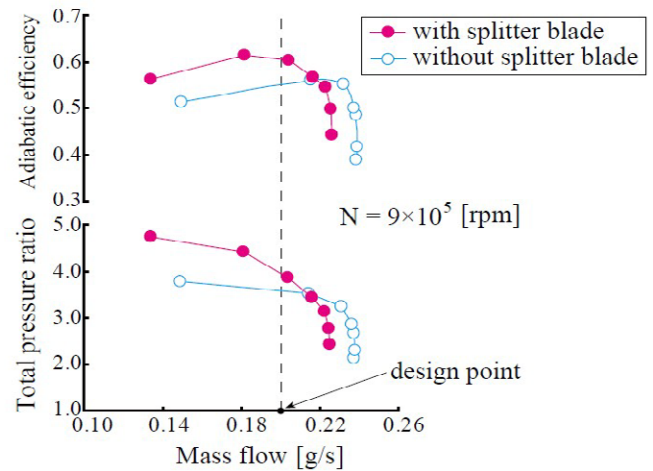 0.7
0.6
0.5
0.4
0.3
Adiabatic efficiency
with splitter blade
without splitter blade
N = 9×10⁵ [rpm]
5.0
4.0
3.0
2.0
1.0
Total pressure ratio
design point
0.10
0.14
0.18
0.22
0.26
Mass flow [g/s]